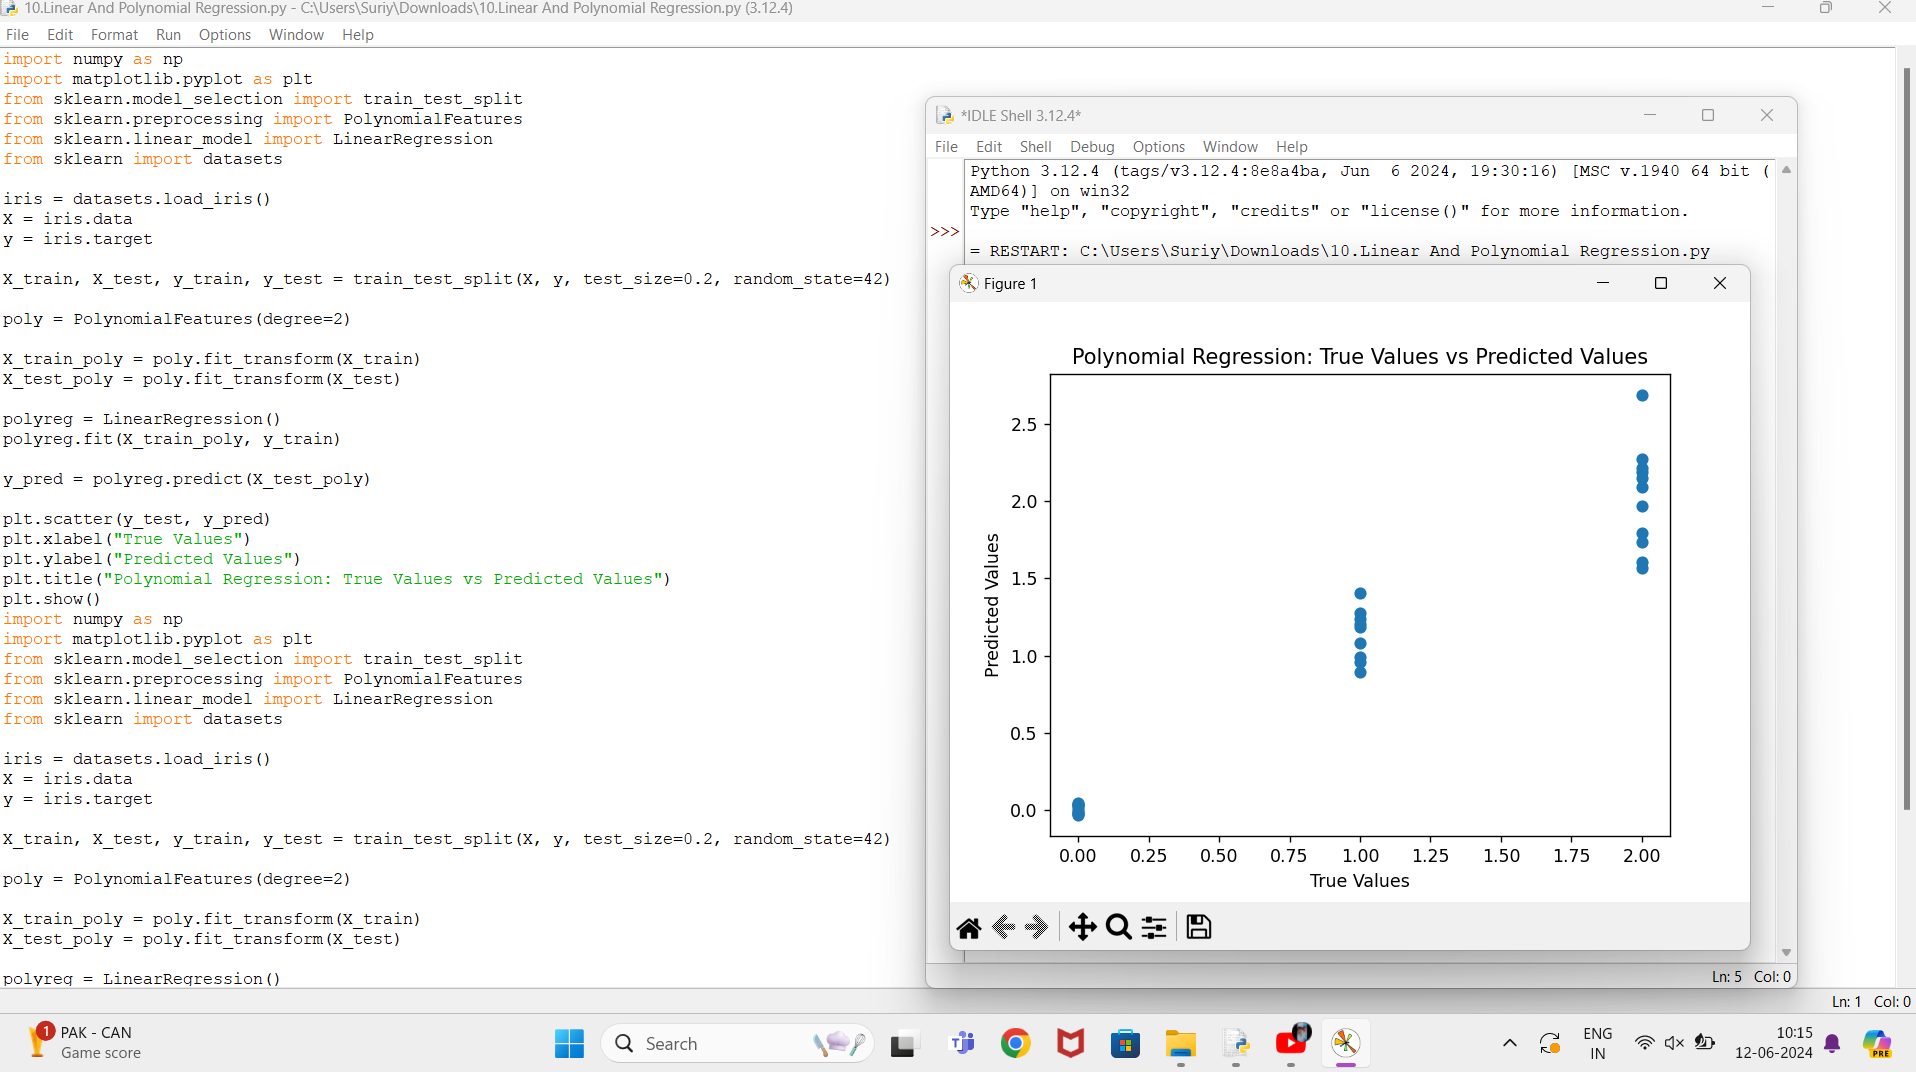 10.Linear And Polynomial Regression.py - C:\Users\Suriy\Downloads\10.Linear And Polynomial Regression.py (3.12.4)
File Edit Format Run Options Window Help
import numpy as np
import matplotlib.pyplot as plt
from sklearn.model_selection import train_test_split
from sklearn.preprocessing import PolynomialFeatures
from sklearn.linear_model import LinearRegression
from sklearn import datasets
iris = datasets.load_iris()
X = iris.data
y = iris.target
X_train, X_test, y_train, y_test = train_test_split(X, y, test_size=0.2, random_state=42)
poly = PolynomialFeatures(degree=2)
X_train_poly = poly.fit_transform(X_train)
X_test_poly = poly.fit_transform(X_test)
polyreg = LinearRegression()
polyreg.fit(X_train_poly, y_train)
y_pred = polyreg.predict(X_test_poly)
plt.scatter(y_test, y_pred)
plt.xlabel("True Values")
plt.ylabel("Predicted Values")
plt.title("Polynomial Regression: True Values vs Predicted Values")
plt.show()
import numpy as np
import matplotlib.pyplot as plt
from sklearn.model_selection import train_test_split
from sklearn.preprocessing import PolynomialFeatures
from sklearn.linear_model import LinearRegression
from sklearn import datasets
iris = datasets.load_iris()
X = iris.data
y = iris.target
X_train, X_test, y_train, y_test = train_test_split(X, y, test_size=0.2, random_state=42)
poly = PolynomialFeatures(degree=2)
X_train_poly = poly.fit_transform(X_train)
X_test_poly = poly.fit_transform(X_test)
polyreg = LinearRegression()
*IDLE Shell 3.12.4*
File Edit Shell Debug Options Window Help
Python 3.12.4 (tags/v3.12.4:8e8a4ba, Jun  6 2024, 19:30:16) [MSC v.1940 64 bit (
AMD64)] on win32
Type "help", "copyright", "credits" or "license()" for more information.
>>>
= RESTART: C:\Users\Suriy\Downloads\10.Linear And Polynomial Regression.py
Figure 1
Polynomial Regression: True Values vs Predicted Values
2.5
2.0
1.5
1.0
0.5
0.0
Predicted Values
0.00 0.25 0.50 0.75 1.00 1.25 1.50 1.75 2.00
True Values
Ln: 5 Col: 0
Ln: 1 Col: 0
1
PAK - CAN
Game score
Search
PRE
ENG
IN
10:15
12-06-2024